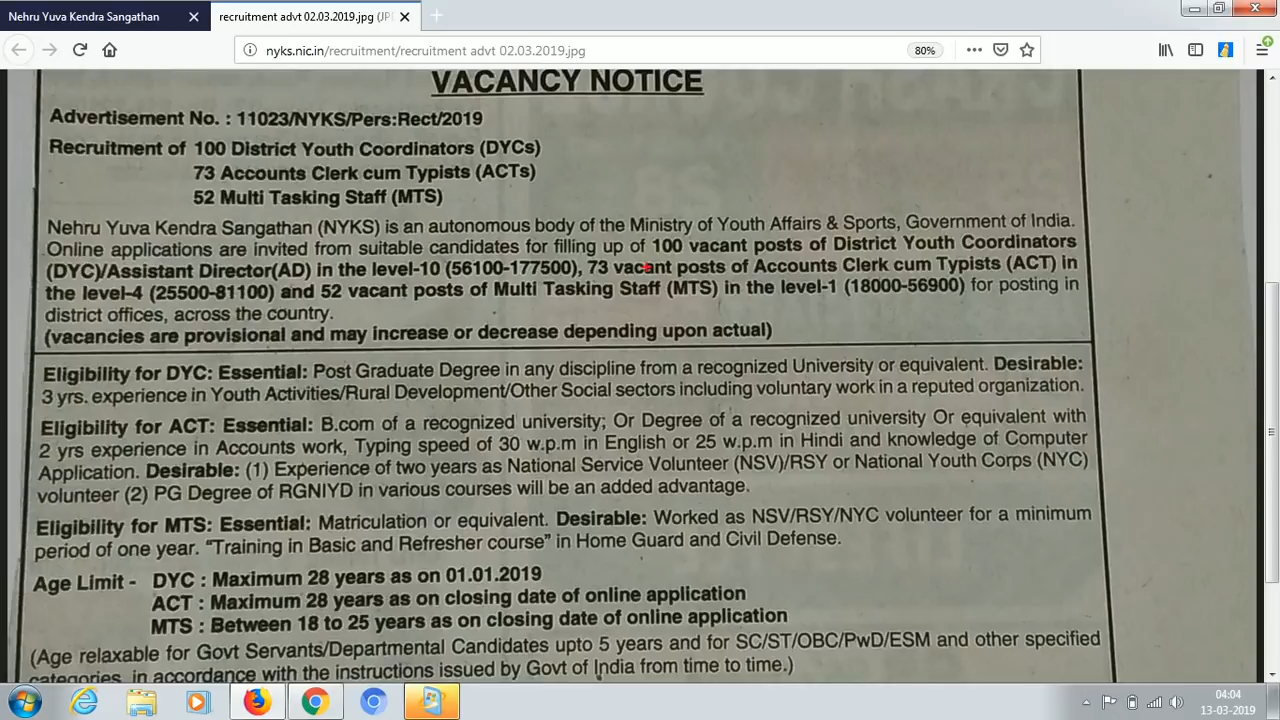 Nehru Yuva Kendra Sangathan
recruitment advt 02.03.2019.jpg (JP
nyks.nic.in/recruitment/recruitment advt 02.03.2019.jpg
80%
VACANCY NOTICE
Advertisement No. : 11023/NYKS/Pers:Rect/2019
Recruitment of 100 District Youth Coordinators (DYCs)
73 Accounts Clerk cum Typists (ACTs)
52 Multi Tasking Staff (MTS)
Nehru Yuva Kendra Sangathan (NYKS) is an autonomous body of the Ministry of Youth Affairs & Sports, Government of India.
Online applications are invited from suitable candidates for filling up of 100 vacant posts of District Youth Coordinators
(DYC)/Assistant Director(AD) in the level-10 (56100-177500), 73 vacant posts of Accounts Clerk cum Typists (ACT) in
the level-4 (25500-81100) and 52 vacant posts of Multi Tasking Staff (MTS) in the level-1 (18000-56900) for posting in
district offices, across the country.
(vacancies are provisional and may increase or decrease depending upon actual)
Eligibility for DYC: Essential: Post Graduate Degree in any discipline from a recognized University or equivalent. Desirable:
3 yrs. experience in Youth Activities/Rural Development/Other Social sectors including voluntary work in a reputed organization.
Eligibility for ACT: Essential: B.com of a recognized university; Or Degree of a recognized university Or equivalent with
2 yrs experience in Accounts work, Typing speed of 30 w.p.m in English or 25 w.p.m in Hindi and knowledge of Computer
Application. Desirable: (1) Experience of two years as National Service Volunteer (NSV)/RSY or National Youth Corps (NYC)
volunteer (2) PG Degree of RGNIYD in various courses will be an added advantage.
Eligibility for MTS: Essential: Matriculation or equivalent. Desirable: Worked as NSV/RSY/NYC volunteer for a minimum
period of one year. "Training in Basic and Refresher course" in Home Guard and Civil Defense.
Age Limit - DYC : Maximum 28 years as on 01.01.2019
ACT : Maximum 28 years as on closing date of online application
MTS : Between 18 to 25 years as on closing date of online application
(Age relaxable for Govt Servants/Departmental Candidates upto 5 years and for SC/ST/OBC/PwD/ESM and other specified
categories, in accordance with the instructions issued by Govt of India from time to time.)
04:04
13-03-2019